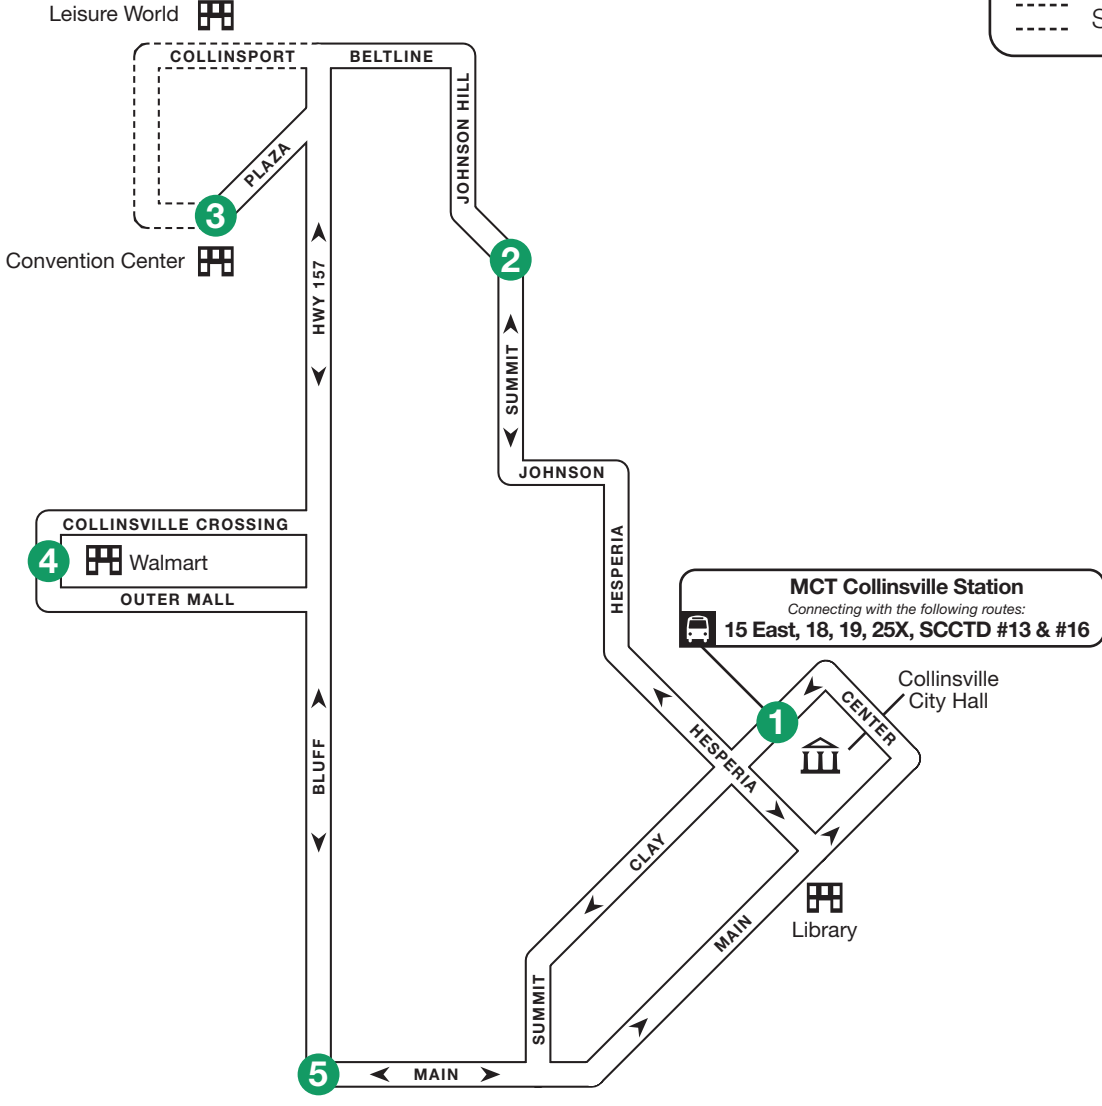 Leisure World
S
COLLINSPORT
BELTLINE
JOHNSON HILL
PLAZA
3
2
Convention Center
HWY 157
SUMMIT
JOHNSON
COLLINSVILLE CROSSING
HESPERIA
4
Walmart
OUTER MALL
MCT Collinsville Station
Connecting with the following routes:
15 East, 18, 19, 25X, SCCTD #13 & #16
Collinsville
City Hall
CENTER
1
HESPERIA
BLUFF
CLAY
Library
MAIN
SUMMIT
5
MAIN